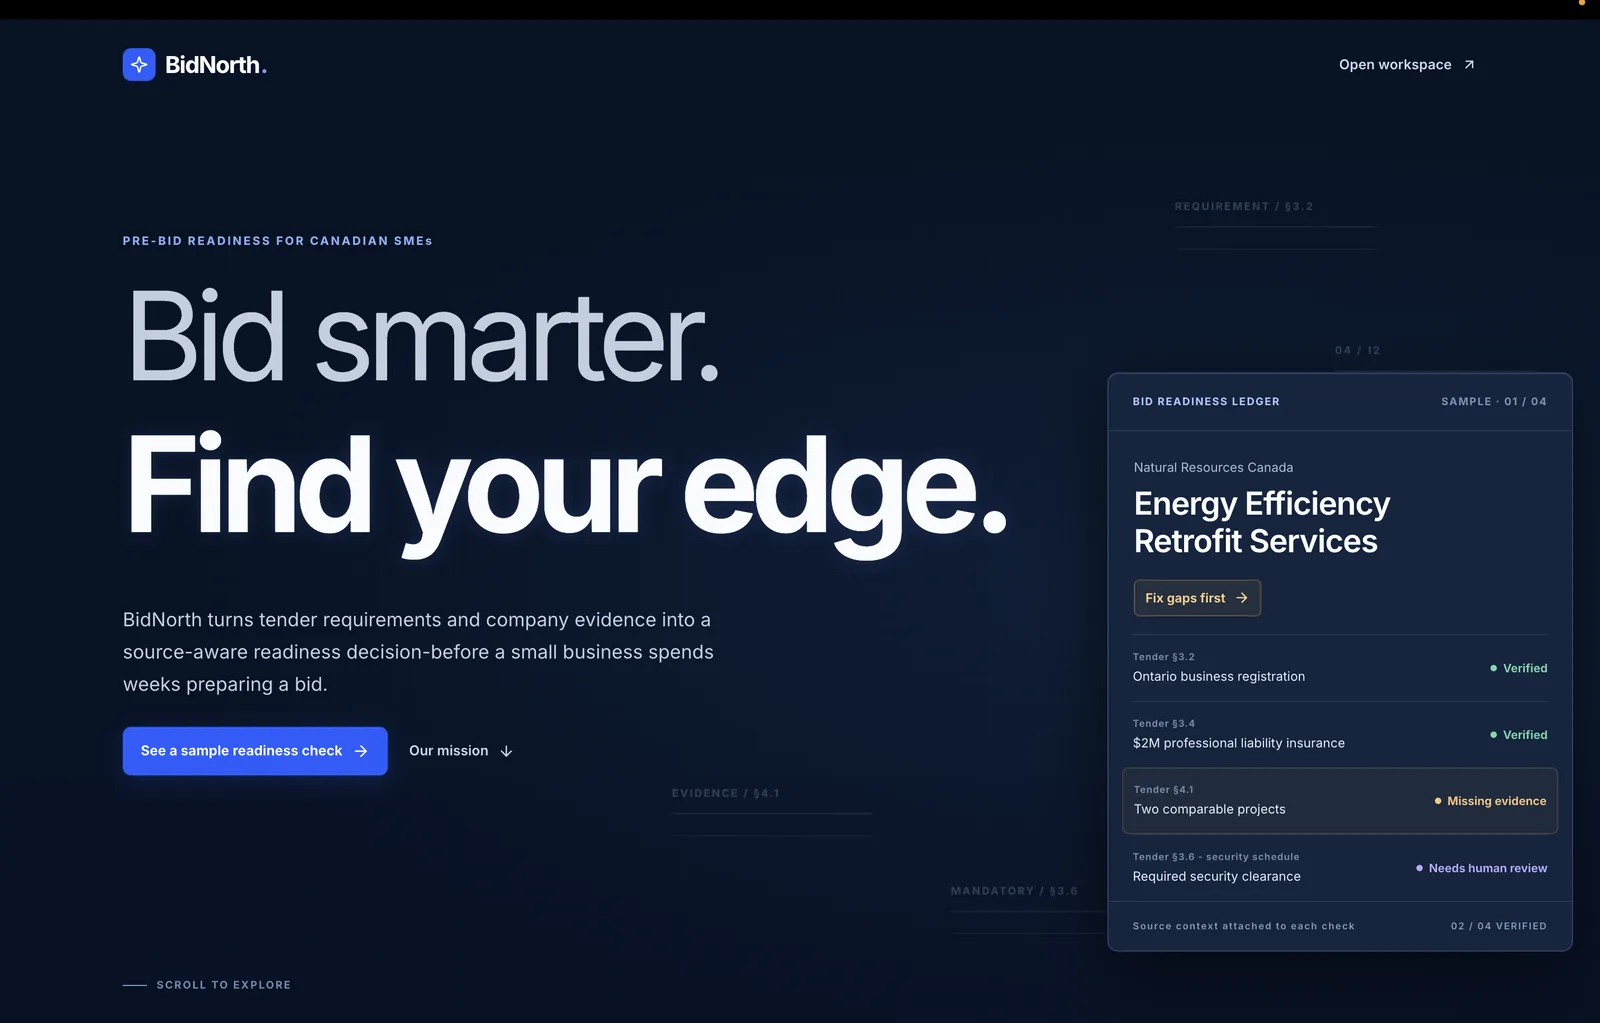 BidNorth.
Open workspace
PRE-BID READINESS FOR CANADIAN SMEs
Bid smarter.
Find your edge.
BidNorth turns tender requirements and company evidence into a
source-aware readiness decision-before a small business spends
weeks preparing a bid.
See a sample readiness check
Our mission
SCROLL TO EXPLORE
REQUIREMENT / §3.2
04 / 12
EVIDENCE / §4.1
MANDATORY / §3.6
BID READINESS LEDGER
SAMPLE · 01 / 04
Natural Resources Canada
Energy Efficiency
Retrofit Services
Fix gaps first
Tender §3.2
Ontario business registration
Verified
Tender §3.4
$2M professional liability insurance
Verified
Tender §4.1
Two comparable projects
Missing evidence
Tender §3.6 - security schedule
Required security clearance
Needs human review
Source context attached to each check
02 / 04 VERIFIED